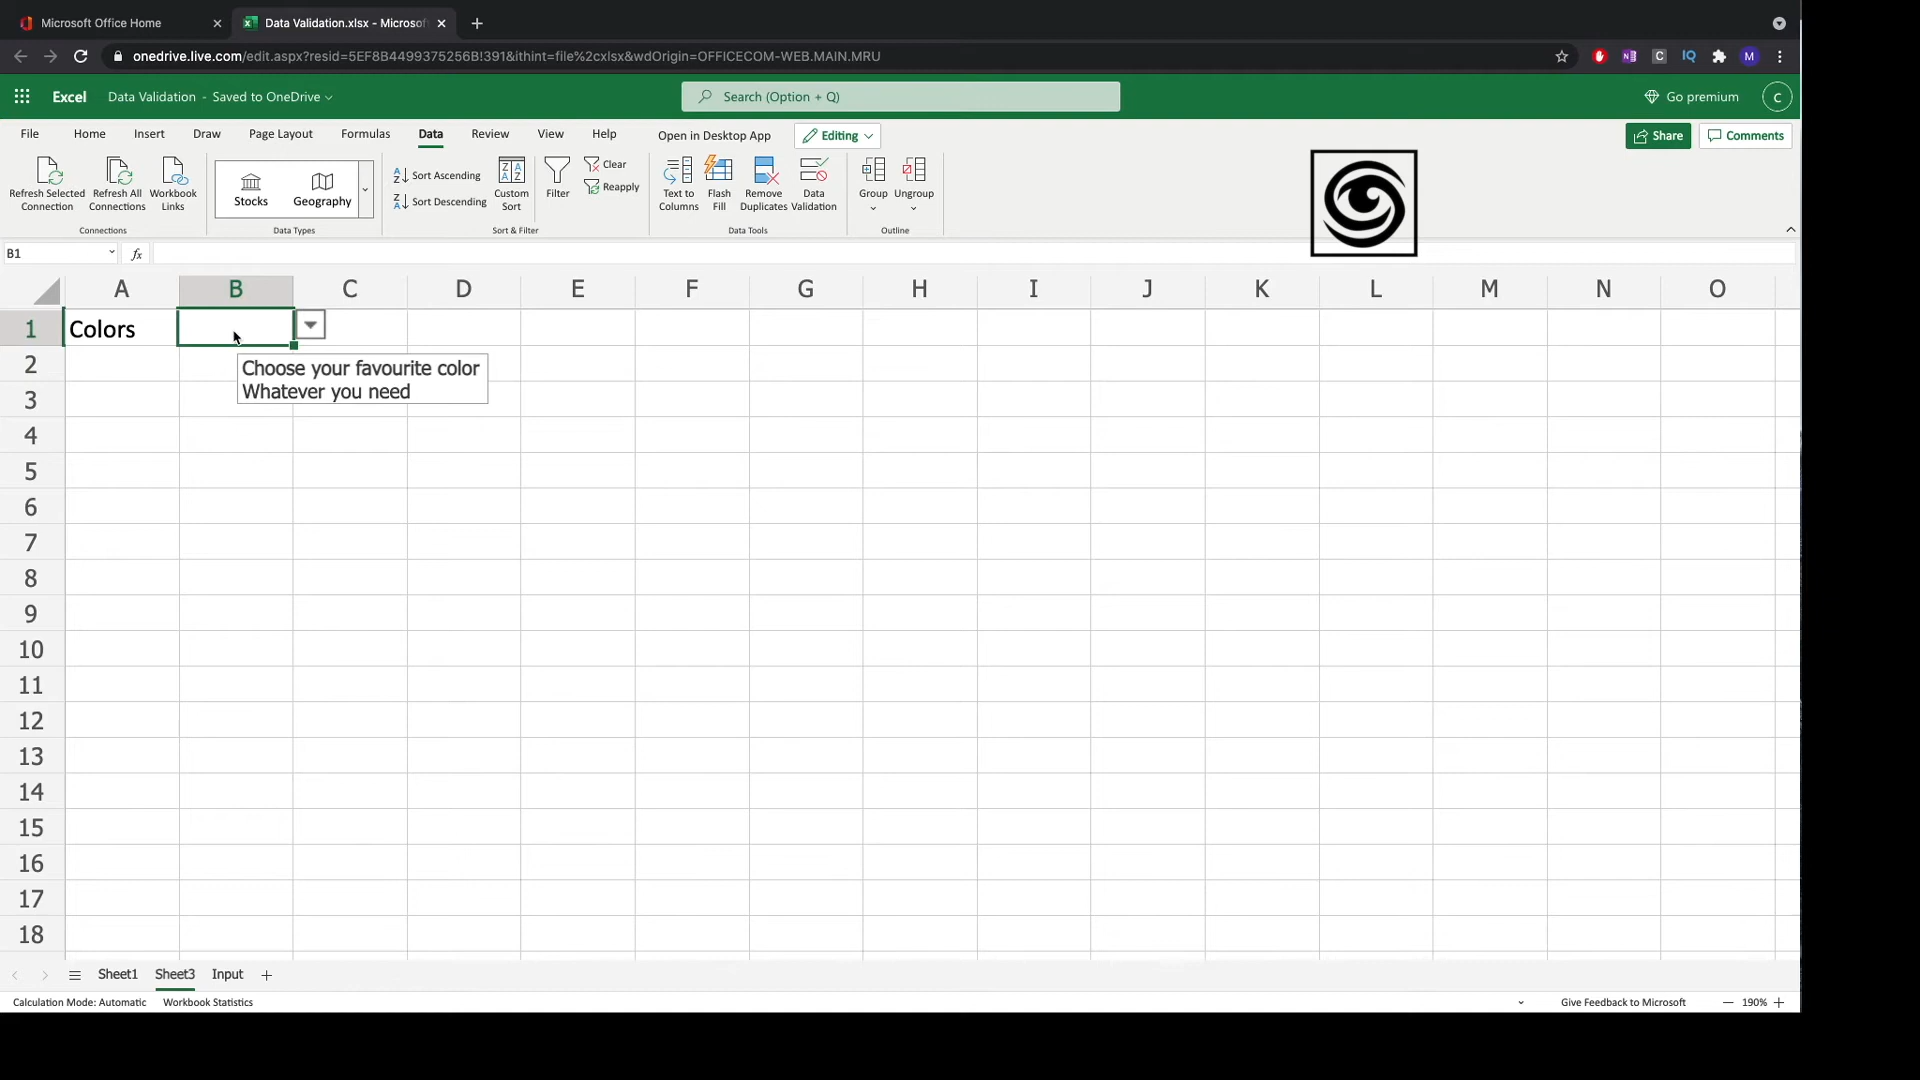 Microsoft Office Home
Data Validation.xlsx - Microsof
onedrive.live.com/edit.aspx?resid=5EF8B4499375256B!391&ithint=file%2cxlsx&wdOrigin=OFFICECOM-WEB.MAIN.MRU
C
IQ
M
Excel
Data Validation - Saved to OneDrive
Search (Option + Q)
Go premium
C
File Home Insert Draw Page Layout Formulas Data Review View Help Open in Desktop App Editing
Share
Comments
Refresh Selected Connection
Refresh All Connections
Workbook Links
Stocks
Geography
Sort Ascending
Sort Descending
Custom Sort
Filter
Clear
Reapply
Text to Columns
Flash Fill
Remove Duplicates
Data Validation
Group
Ungroup
Connections
Data Types
Sort & Filter
Data Tools
Outline
B1
fx
A B C D E F G H I J K L M N O
1 Colors
Choose your favourite color
Whatever you need
2
3
4
5
6
7
8
9
10
11
12
13
14
15
16
17
18
Sheet1 Sheet3 Input
Calculation Mode: Automatic Workbook Statistics
Give Feedback to Microsoft
190%